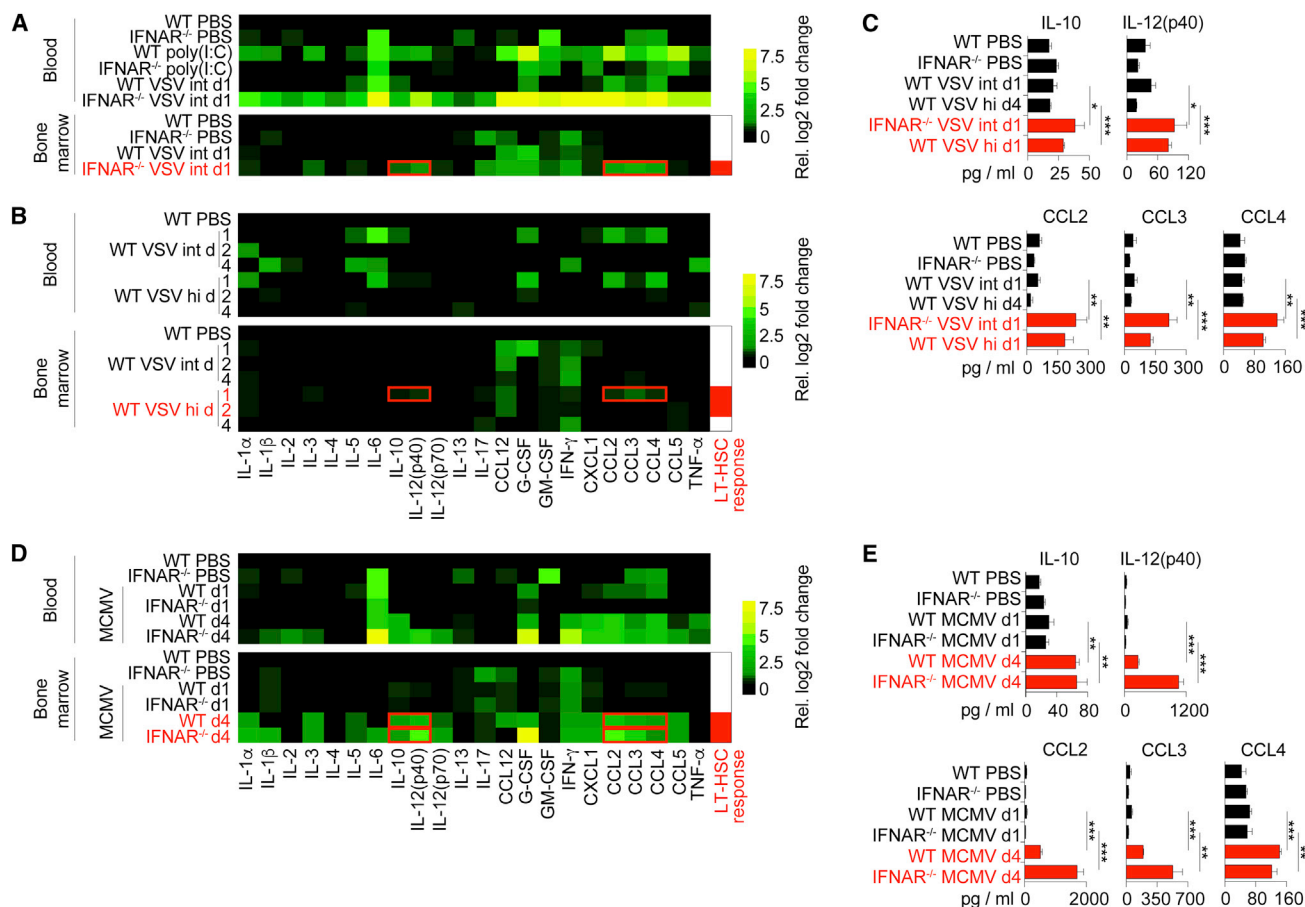 A
Blood
WT PBS
IFNAR-/- PBS
WT poly(I:C)
IFNAR-/- poly(I:C)
WT VSV int d1
IFNAR-/- VSV int d1
Bone marrow
WT PBS
IFNAR-/- PBS
WT VSV int d1
IFNAR-/- VSV int d1
7.5
5
2.5
0
Rel. log2 fold change
B
Blood
WT PBS
WT VSV int d
1
2
4
WT VSV hi d
1
2
4
Bone marrow
WT PBS
WT VSV int d
1
2
4
WT VSV hi d
1
2
4
7.5
5
2.5
0
Rel. log2 fold change
IL-1α
IL-1β
IL-2
IL-3
IL-4
IL-5
IL-6
IL-10
IL-12(p40)
IL-12(p70)
IL-13
IL-17
CCL12
G-CSF
GM-CSF
IFN-γ
CXCL1
CCL2
CCL3
CCL4
CCL5
TNF-α
LT-HSC response
C
IL-10
IL-12(p40)
WT PBS
IFNAR-/- PBS
WT VSV int d1
WT VSV hi d4
IFNAR-/- VSV int d1
WT VSV hi d1
*
***
*
***
pg / ml
0 25 50
0 60 120
CCL2
CCL3
CCL4
WT PBS
IFNAR-/- PBS
WT VSV int d1
WT VSV hi d4
IFNAR-/- VSV int d1
WT VSV hi d1
**
**
**
***
**
***
pg / ml
0 150 300
0 150 300
0 80 160
D
Blood
MCMV
WT PBS
IFNAR-/- PBS
WT d1
IFNAR-/- d1
WT d4
IFNAR-/- d4
Bone marrow
MCMV
WT PBS
IFNAR-/- PBS
WT d1
IFNAR-/- d1
WT d4
IFNAR-/- d4
7.5
5
2.5
0
Rel. log2 fold change
IL-1α
IL-1β
IL-2
IL-3
IL-4
IL-5
IL-6
IL-10
IL-12(p40)
IL-12(p70)
IL-13
IL-17
CCL12
G-CSF
GM-CSF
IFN-γ
CXCL1
CCL2
CCL3
CCL4
CCL5
TNF-α
LT-HSC response
E
IL-10
IL-12(p40)
WT PBS
IFNAR-/- PBS
WT MCMV d1
IFNAR-/- MCMV d1
WT MCMV d4
IFNAR-/- MCMV d4
**
**
***
***
pg / ml
0 40 80
0 1200
CCL2
CCL3
CCL4
WT PBS
IFNAR-/- PBS
WT MCMV d1
IFNAR-/- MCMV d1
WT MCMV d4
IFNAR-/- MCMV d4
***
***
***
**
***
**
pg / ml
0 2000
0 350 700
0 80 160